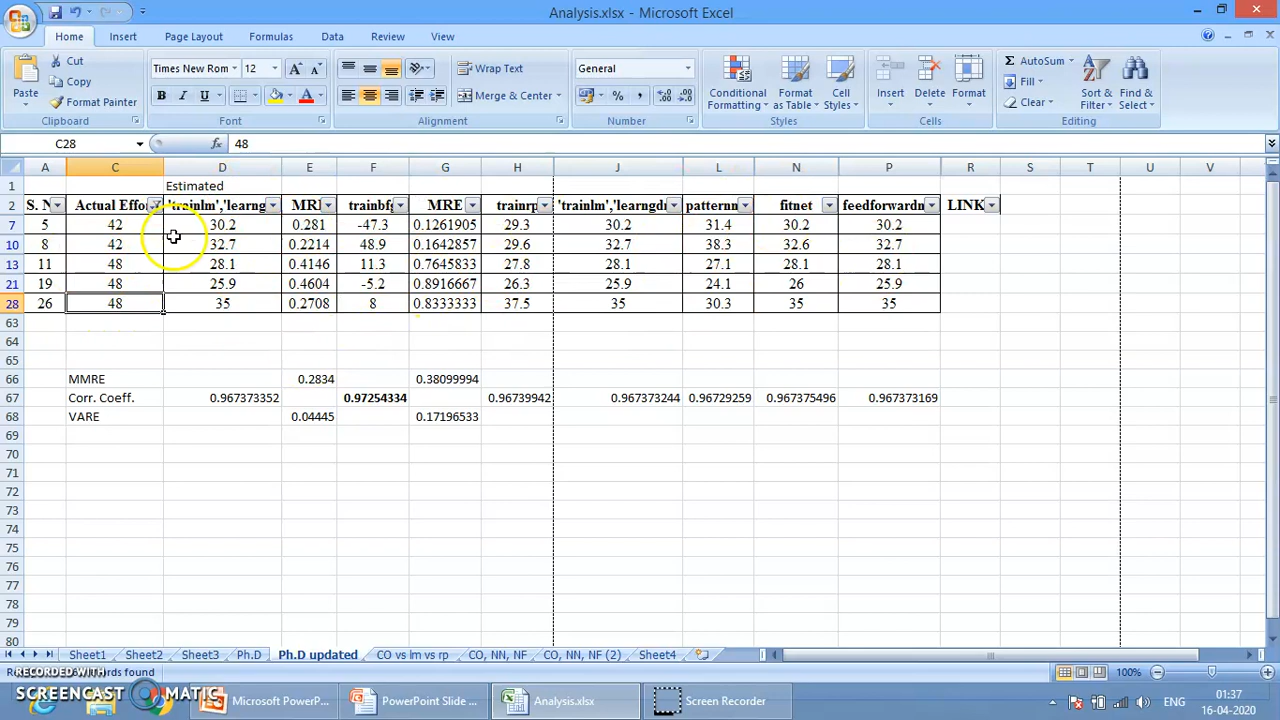 Analysis.xlsx - Microsoft Excel
Home Insert Page Layout Formulas Data Review View
Paste Cut Copy Format Painter Clipboard
Times New Rom 12 B I U A A A Font
Wrap Text Merge & Center Alignment
General % , Number
Conditional Formatting Format as Table Cell Styles Styles
Insert Delete Format Cells
Σ AutoSum Fill Clear Sort & Filter Find & Select Editing
C28 fx 48
A C D E F G H J L N P R S T U V
1 Estimated
2 S. N Actual Effo 'trainlm','learng MRI trainbfg MRE trainrp 'trainlm','learngd patternn fitnet feedforwardn LINK
7 5 42 30.2 0.281 -47.3 0.1261905 29.3 30.2 31.4 30.2 30.2
10 8 42 32.7 0.2214 48.9 0.1642857 29.6 32.7 38.3 32.6 32.7
13 11 48 28.1 0.4146 11.3 0.7645833 27.8 28.1 27.1 28.1 28.1
21 19 48 25.9 0.4604 -5.2 0.8916667 26.3 25.9 24.1 26 25.9
28 26 48 35 0.2708 8 0.8333333 37.5 35 30.3 35 35
63
64
65
66 MMRE 0.2834 0.38099994
67 Corr. Coeff. 0.967373352 0.97254334 0.96739942 0.967373244 0.96729259 0.967375496 0.967373169
68 VARE 0.04445 0.17196533
69
70
71
72
73
74
75
76
77
78
79
80
Sheet1 Sheet2 Sheet3 Ph.D Ph.D updated CO vs lm vs rp CO, NN, NF CO, NN, NF (2) Sheet4
ords found 100%
RECORDED WITH
SCREENCAST MATIC
Microsoft PowerP... PowerPoint Slide ... Analysis.xlsx Screen Recorder ENG 01:37
16-04-2020